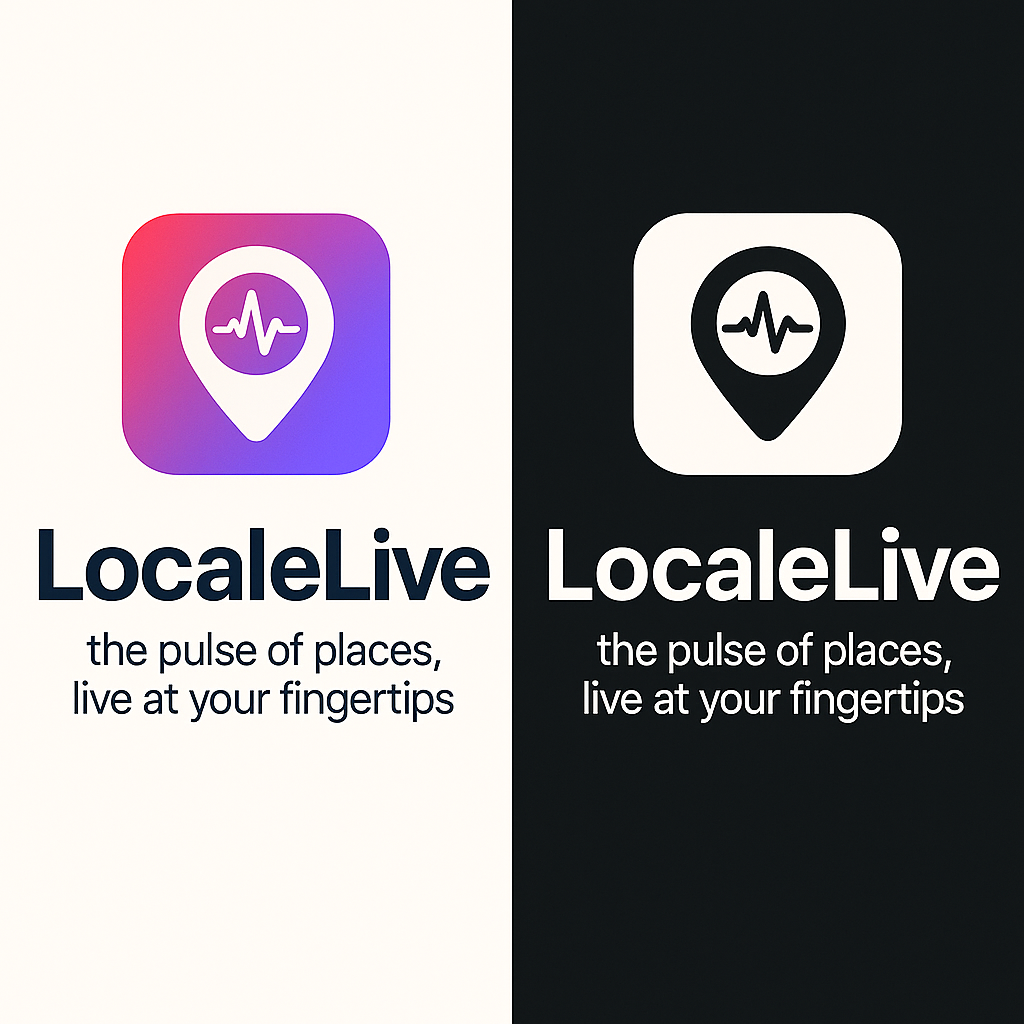 LocaleLive
the pulse of places,
live at your fingertips
LocaleLive
the pulse of places,
live at your fingertips